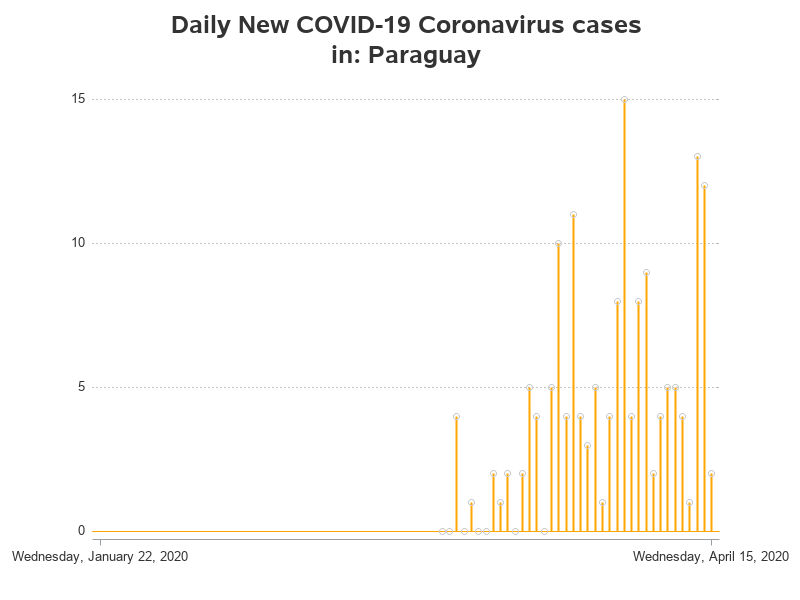 Daily New COVID-19 Coronavirus cases
in: Paraguay
15
10
5
0
Wednesday, January 22, 2020
Wednesday, April 15, 2020